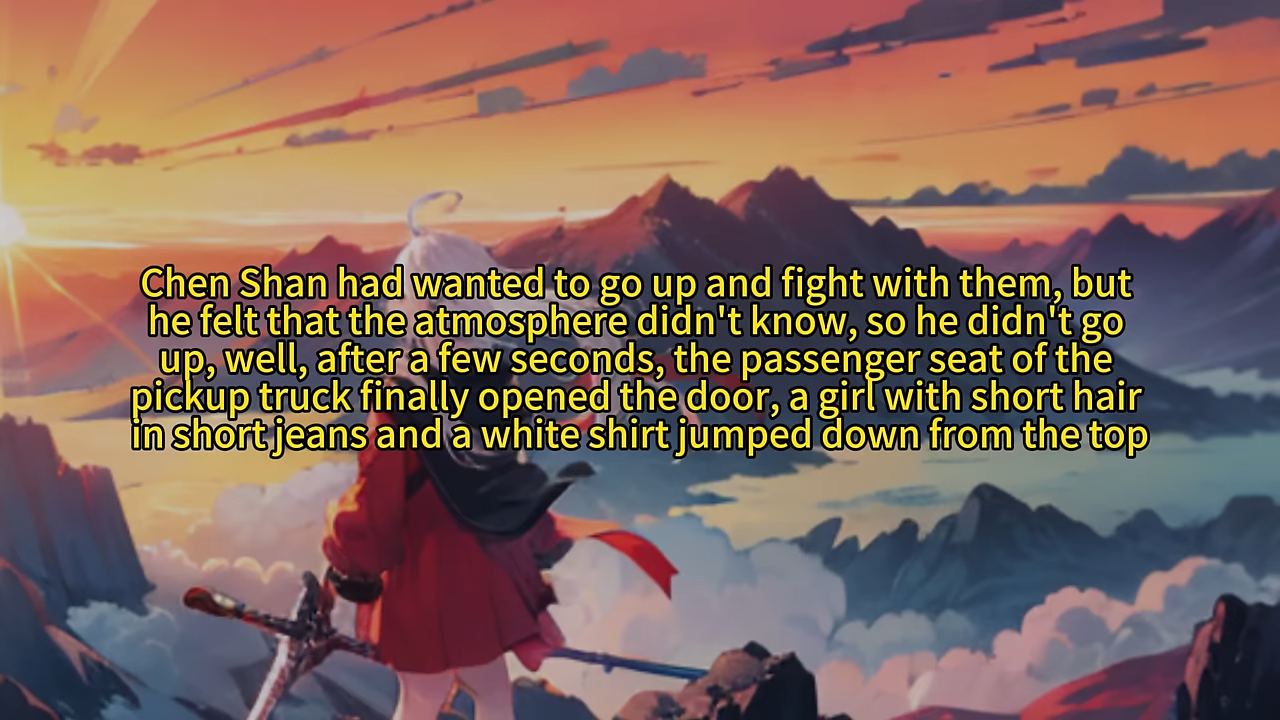 Chen Shan had wanted to go up and fight with them, but
he felt that the atmosphere didn't know, so he didn't go
up, well, after a few seconds, the passenger seat of the
pickup truck finally opened the door, a girl with short hair
in short jeans and a white shirt jumped down from the top